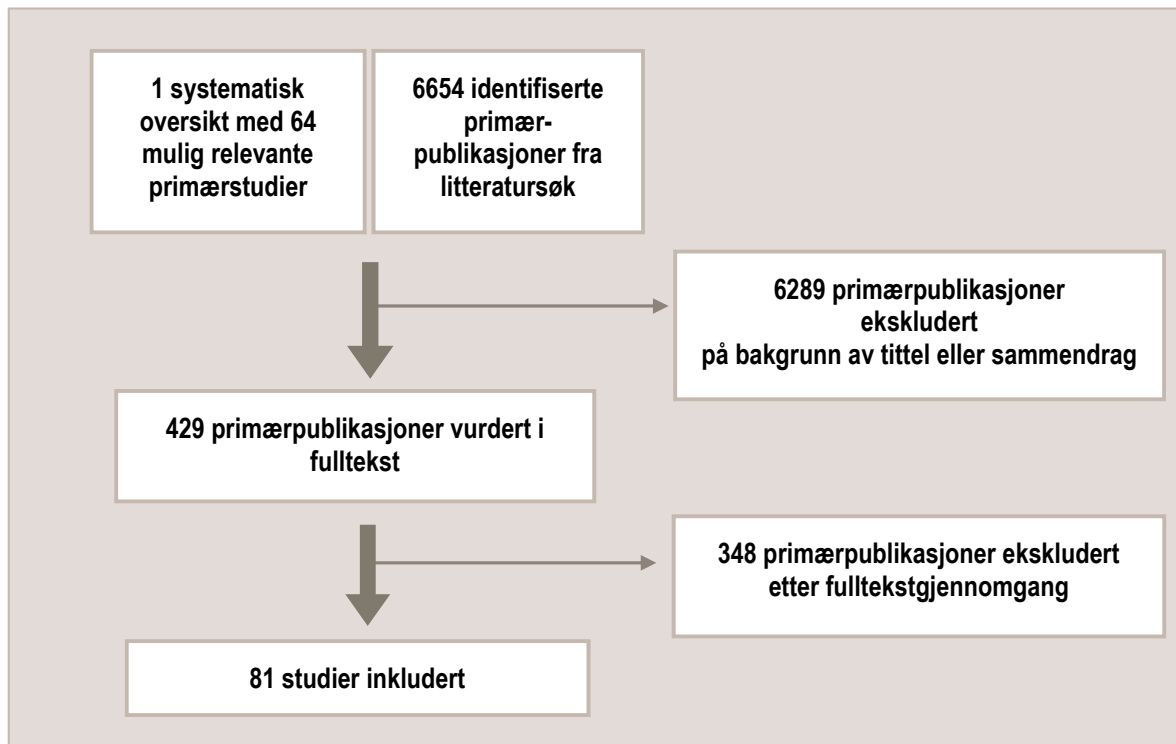 1 systematisk
oversikt med 64
mulig relevante
primærstudier
6654 identifiserte
primær-
publikasjoner fra
litteratursøk
6289 primærpublikasjoner
ekskludert
på bakgrunn av tittel eller sammendrag
429 primærpublikasjoner vurdert i
fulltekst
348 primærpublikasjoner ekskludert
etter fulltekstgjennomgang
81 studier inkludert